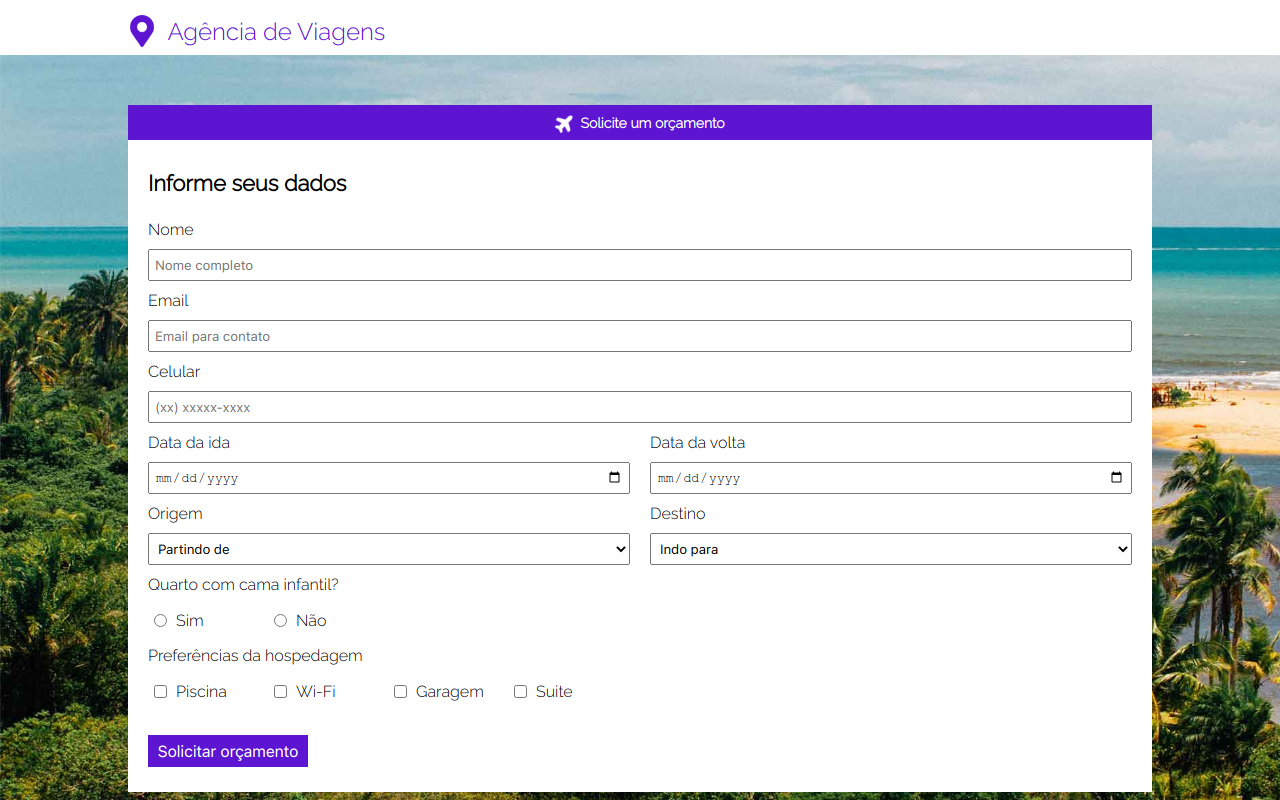 Agência de Viagens
Solicite um orçamento
Informe seus dados
Nome
Nome completo
Email
Email para contato
Celular
(xx) xxxxx-xxxx
Data da ida Data da volta
mm/dd/yyyy mm/dd/yyyy
Origem Destino
Partindo de Indo para
Quarto com cama infantil?
Sim Não
Preferências da hospedagem
Piscina Wi-Fi Garagem Suite
Solicitar orçamento